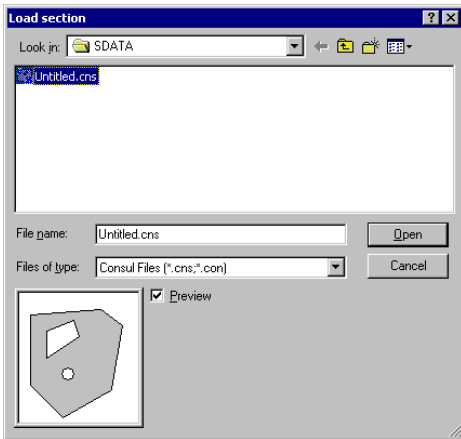 Load section
Look in: SDATA
Untitled.cns
File name: Untitled.cns Open
Files of type: Consul Files (*.cns;*.con) Cancel
Preview